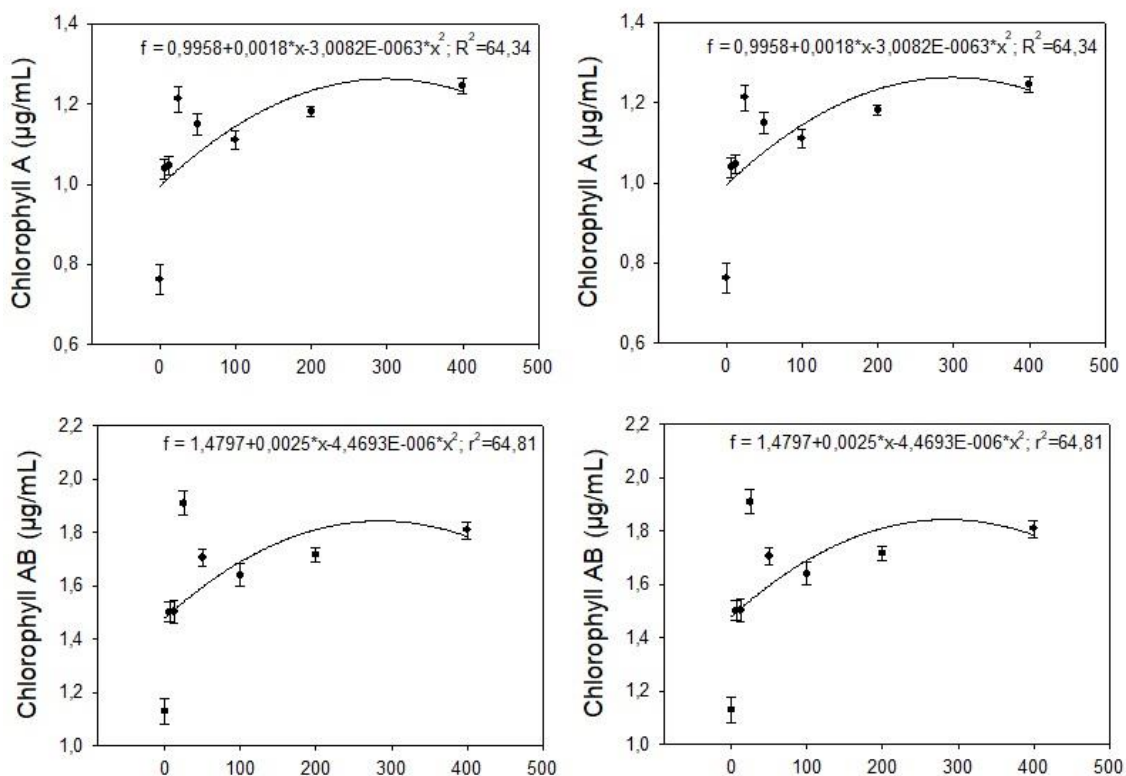 f = 0,9958+0,0018*x-3,0082E-0063*x²; R²=64,34
Chlorophyll A (µg/mL)
1,4
1,2
1,0
0,8
0,6
0 100 200 300 400 500
f = 0,9958+0,0018*x-3,0082E-0063*x²; R²=64,34
Chlorophyll A (µg/mL)
1,4
1,2
1,0
0,8
0,6
0 100 200 300 400 500
f = 1,4797+0,0025*x-4,4693E-006*x²; r²=64,81
Chlorophyll AB (µg/mL)
2,2
2,0
1,8
1,6
1,4
1,2
1,0
0 100 200 300 400 500
f = 1,4797+0,0025*x-4,4693E-006*x²; r²=64,81
Chlorophyll AB (µg/mL)
2,2
2,0
1,8
1,6
1,4
1,2
1,0
0 100 200 300 400 500